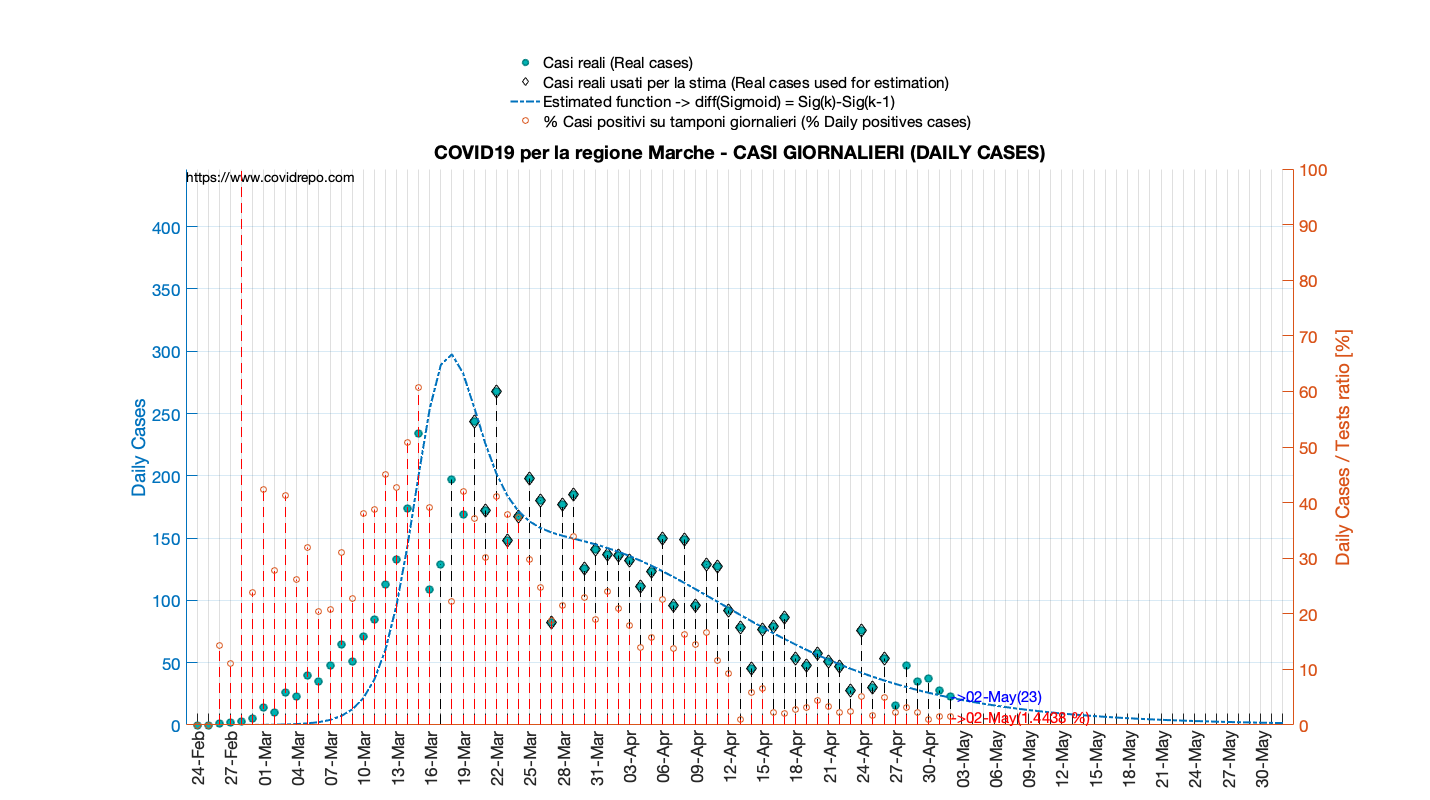 Casi reali (Real cases)
Casi reali usati per la stima (Real cases used for estimation)
Estimated function -> diff(Sigmoid) = Sig(k)-Sig(k-1)
% Casi positivi su tamponi giornalieri (% Daily positives cases)
COVID19 per la regione Marche - CASI GIORNALIERI (DAILY CASES)
https://www.covidrepo.com
Daily Cases
400
350
300
250
200
150
100
50
0
100
90
80
70
60
50
40
30
20
10
0
Daily Cases / Tests ratio [%]
->02-May(23)
->02-May(1.4438 %)
24-Feb
27-Feb
01-Mar
04-Mar
07-Mar
10-Mar
13-Mar
16-Mar
19-Mar
22-Mar
25-Mar
28-Mar
31-Mar
03-Apr
06-Apr
09-Apr
12-Apr
15-Apr
18-Apr
21-Apr
24-Apr
27-Apr
30-Apr
03-May
06-May
09-May
12-May
15-May
18-May
21-May
24-May
27-May
30-May